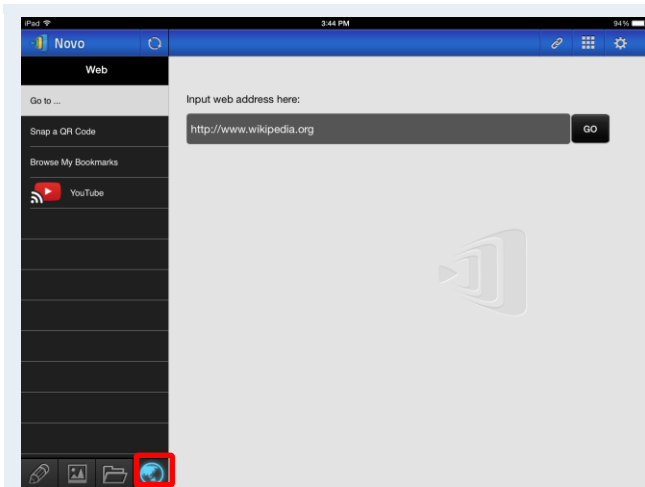 iPad 3:44 PM 94%
Novo
Web
Go to ...
Input web address here:
http://www.wikipedia.org GO
Snap a QR Code
Browse My Bookmarks
YouTube